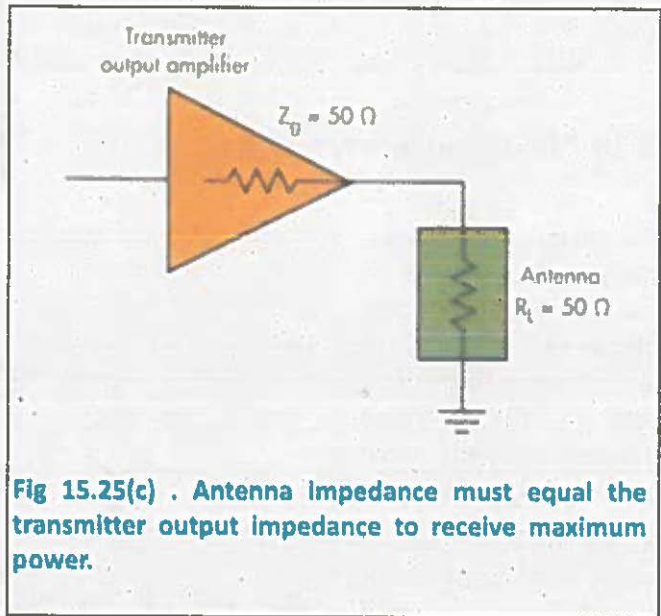 Transmitter
output amplifier
Z₀ = 50 Ω
Antenna
Rₗ = 50 Ω
Fig 15.25(c) . Antenna impedance must equal the
transmitter output impedance to receive maximum
power.